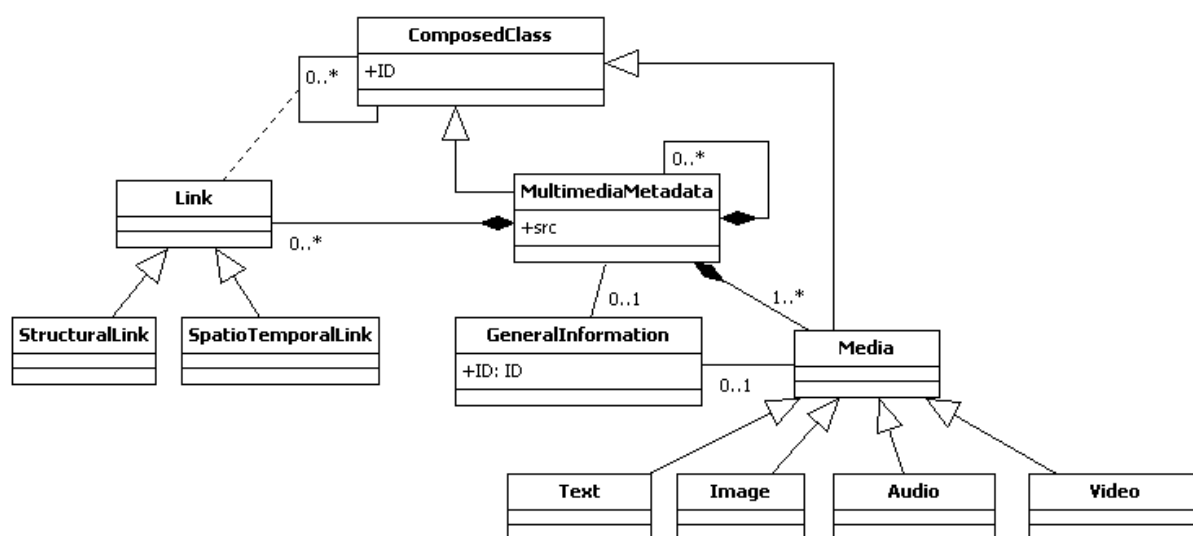 ComposedClass
+ID
0..*
0..*
Link
MultimediaMetadata
+src
0..*
0..1
1..*
StructuralLink
SpatioTemporalLink
GeneralInformation
+ID: ID
0..1
Media
Text
Image
Audio
Video